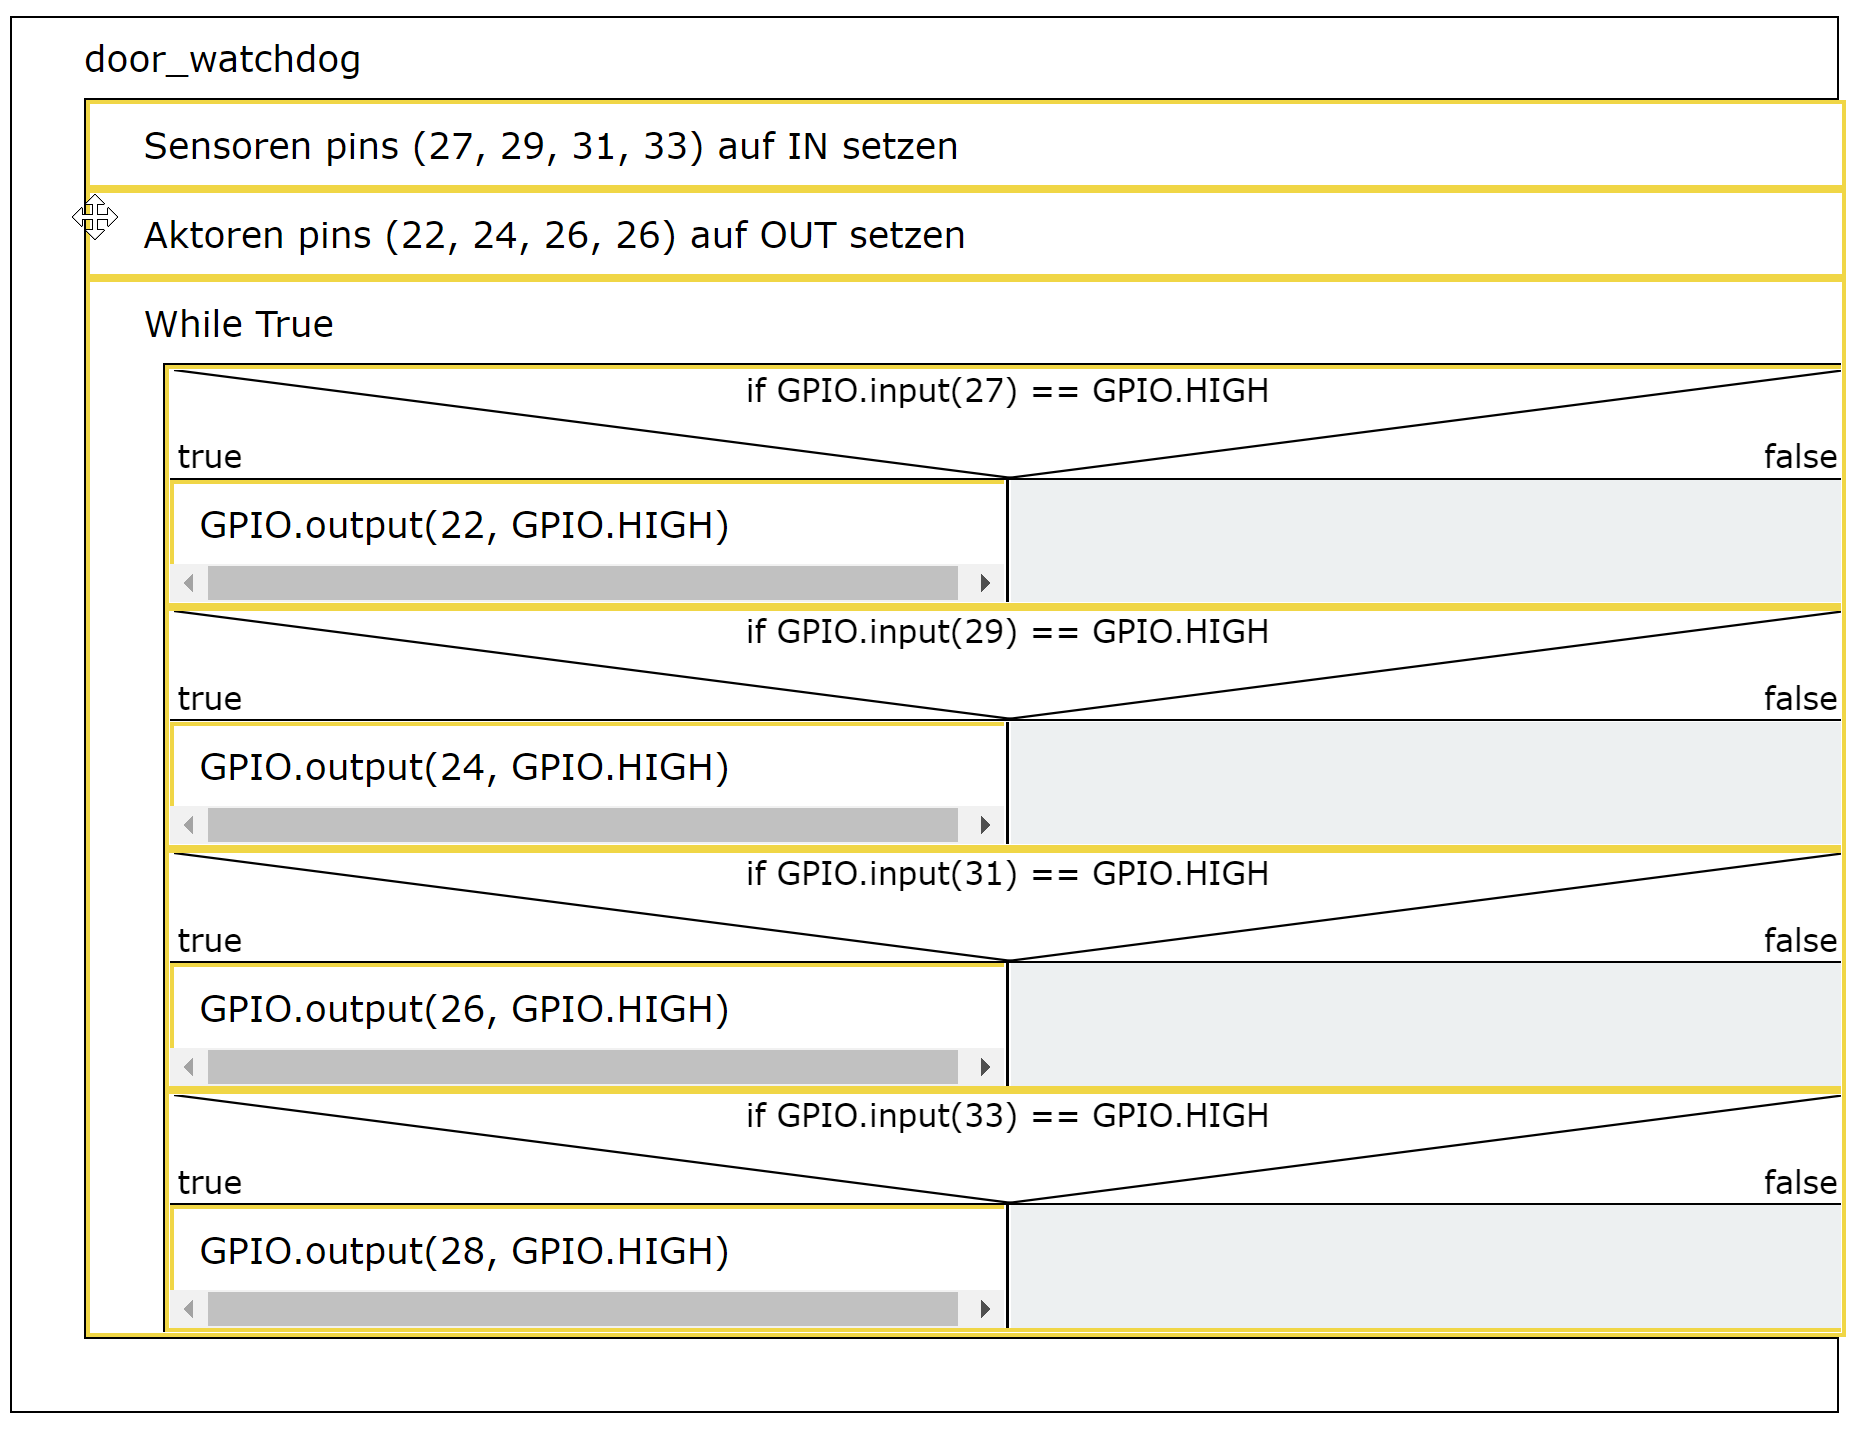 door_watchdog
Sensoren pins (27, 29, 31, 33) auf IN setzen
Aktoren pins (22, 24, 26, 26) auf OUT setzen
While True
if GPIO.input(27) == GPIO.HIGH
true
false
GPIO.output(22, GPIO.HIGH)
if GPIO.input(29) == GPIO.HIGH
true
false
GPIO.output(24, GPIO.HIGH)
if GPIO.input(31) == GPIO.HIGH
true
false
GPIO.output(26, GPIO.HIGH)
if GPIO.input(33) == GPIO.HIGH
true
false
GPIO.output(28, GPIO.HIGH)